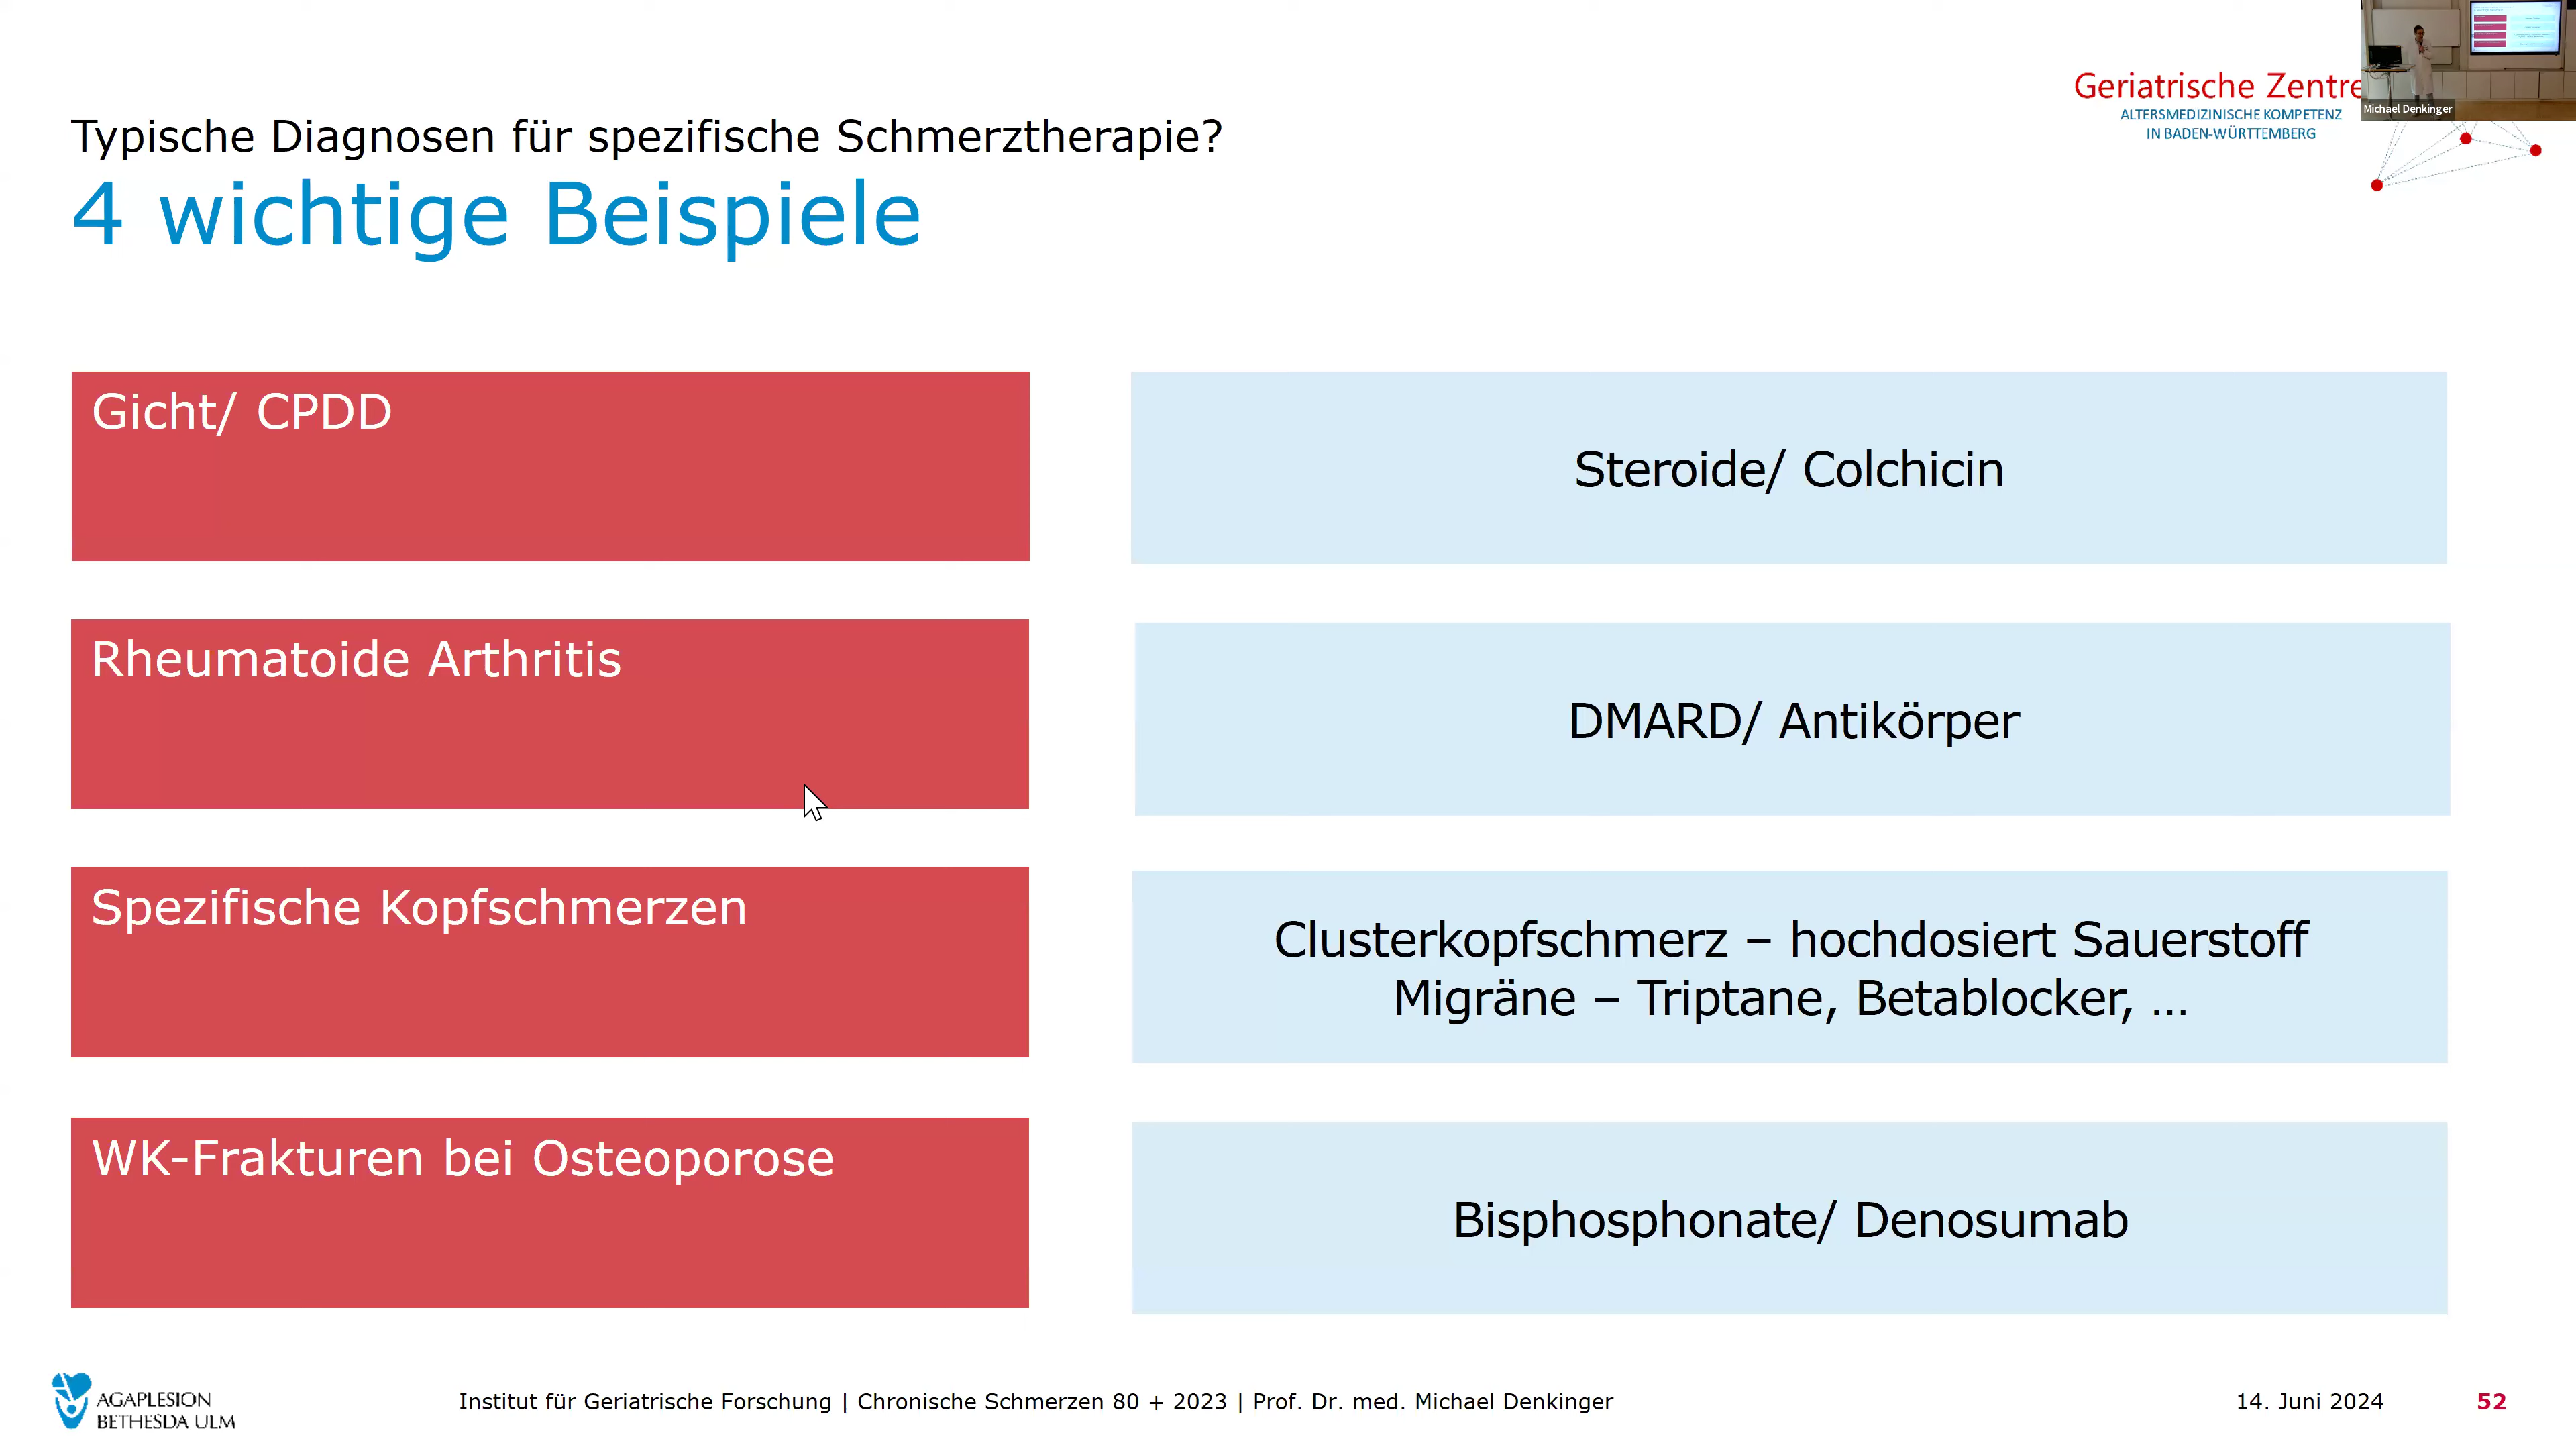 Typische Diagnosen für spezifische Schmerztherapie?
4 wichtige Beispiele
Geriatrische Zentre
ALTERSMEDIZINISCHE KOMPETENZ
IN BADEN-WÜRTTEMBERG
Michael Denkinger
Gicht/ CPDD
Steroide/ Colchicin
Rheumatoide Arthritis
DMARD/ Antikörper
Spezifische Kopfschmerzen
Clusterkopfschmerz – hochdosiert Sauerstoff
Migräne – Triptane, Betablocker, …
WK-Frakturen bei Osteoporose
Bisphosphonate/ Denosumab
AGAPLESION
BETHESDA ULM
Institut für Geriatrische Forschung | Chronische Schmerzen 80 + 2023 | Prof. Dr. med. Michael Denkinger
14. Juni 2024
52